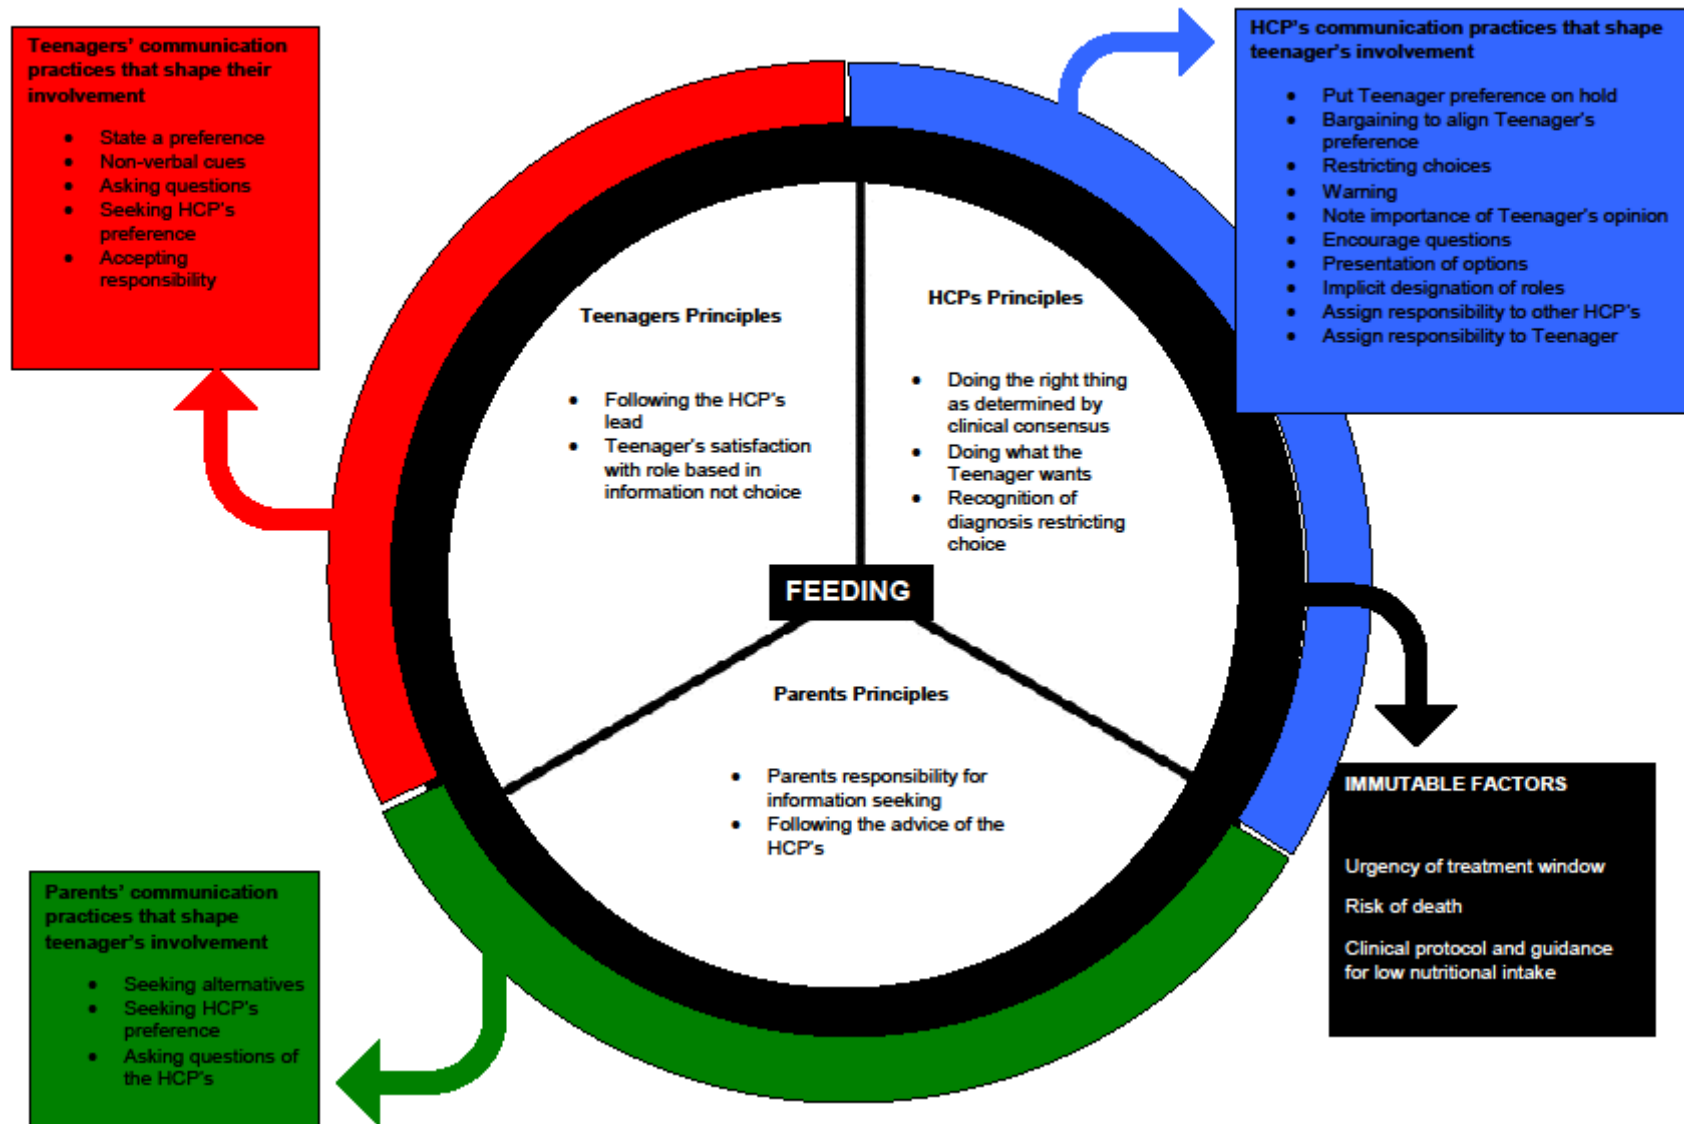 Teenagers' communication
practices that shape their
involvement
• State a preference
• Non-verbal cues
• Asking questions
• Seeking HCP's
preference
• Accepting
responsibility
HCP's communication practices that shape
teenager's involvement
• Put Teenager preference on hold
• Bargaining to align Teenager's
preference
• Restricting choices
• Warning
• Note importance of Teenager's opinion
• Encourage questions
• Presentation of options
• Implicit designation of roles
• Assign responsibility to other HCP's
• Assign responsibility to Teenager
Teenagers Principles
• Following the HCP's
lead
• Teenager's satisfaction
with role based in
information not choice
HCPs Principles
• Doing the right thing
as determined by
clinical consensus
• Doing what the
Teenager wants
• Recognition of
diagnosis restricting
choice
FEEDING
Parents Principles
• Parents responsibility for
information seeking
• Following the advice of the
HCP's
Parents' communication
practices that shape
teenager's involvement
• Seeking alternatives
• Seeking HCP's
preference
• Asking questions of
the HCP's
IMMUTABLE FACTORS
Urgency of treatment window
Risk of death
Clinical protocol and guidance
for low nutritional intake